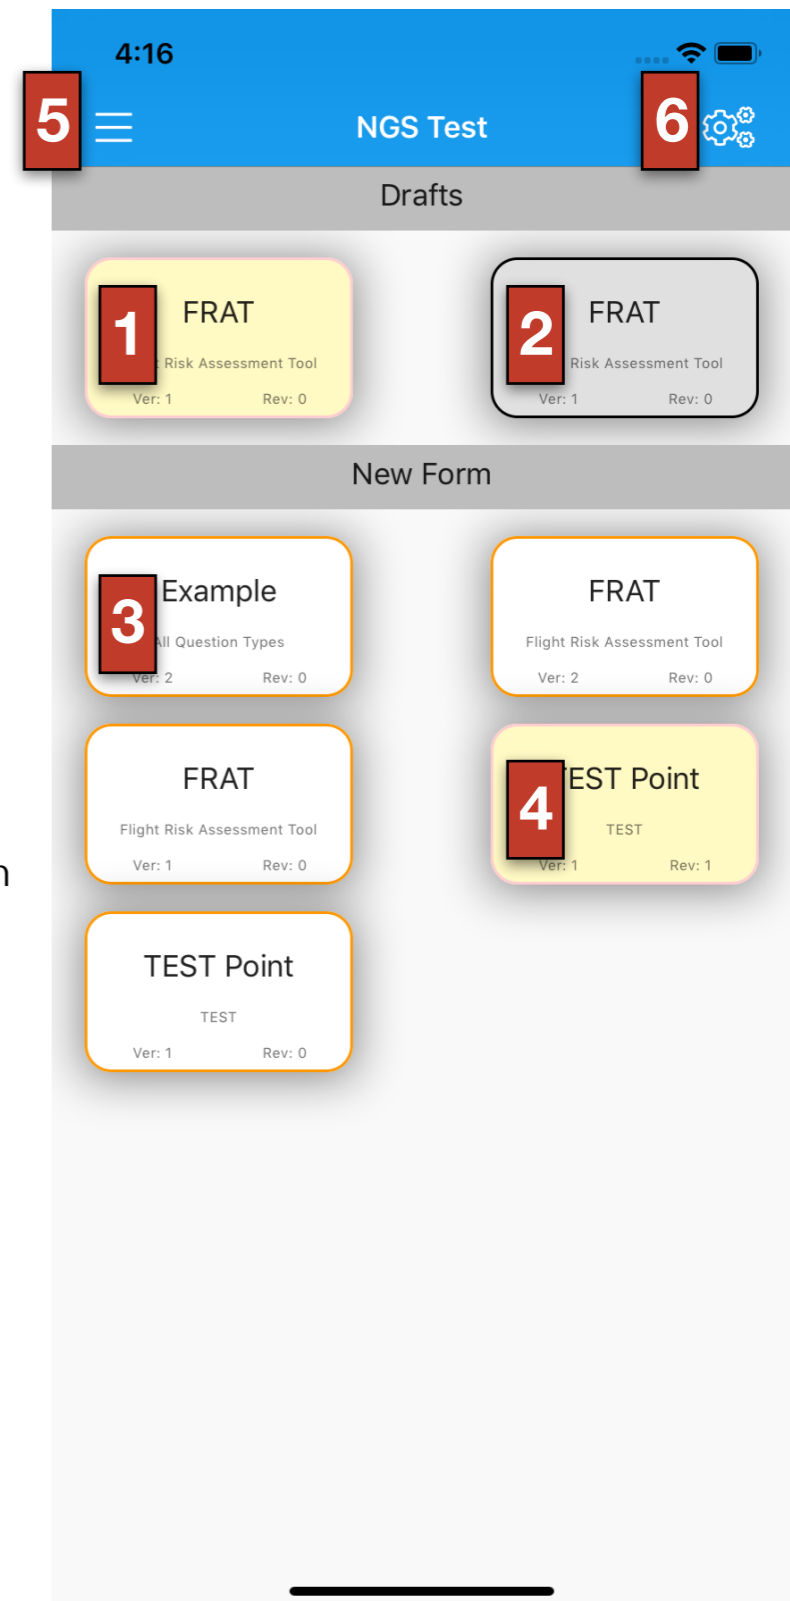 4:16
5
NGS Test
6
Drafts
1
FRAT
Risk Assessment Tool
Ver: 1 Rev: 0
2
FRAT
Risk Assessment Tool
Ver: 1 Rev: 0
New Form
3
Example
All Question Types
Ver: 2 Rev: 0
FRAT
Flight Risk Assessment Tool
Ver: 2 Rev: 0
FRAT
Flight Risk Assessment Tool
Ver: 1 Rev: 0
4
TEST Point
TEST
Ver: 1 Rev: 1
n
TEST Point
TEST
Ver: 1 Rev: 0